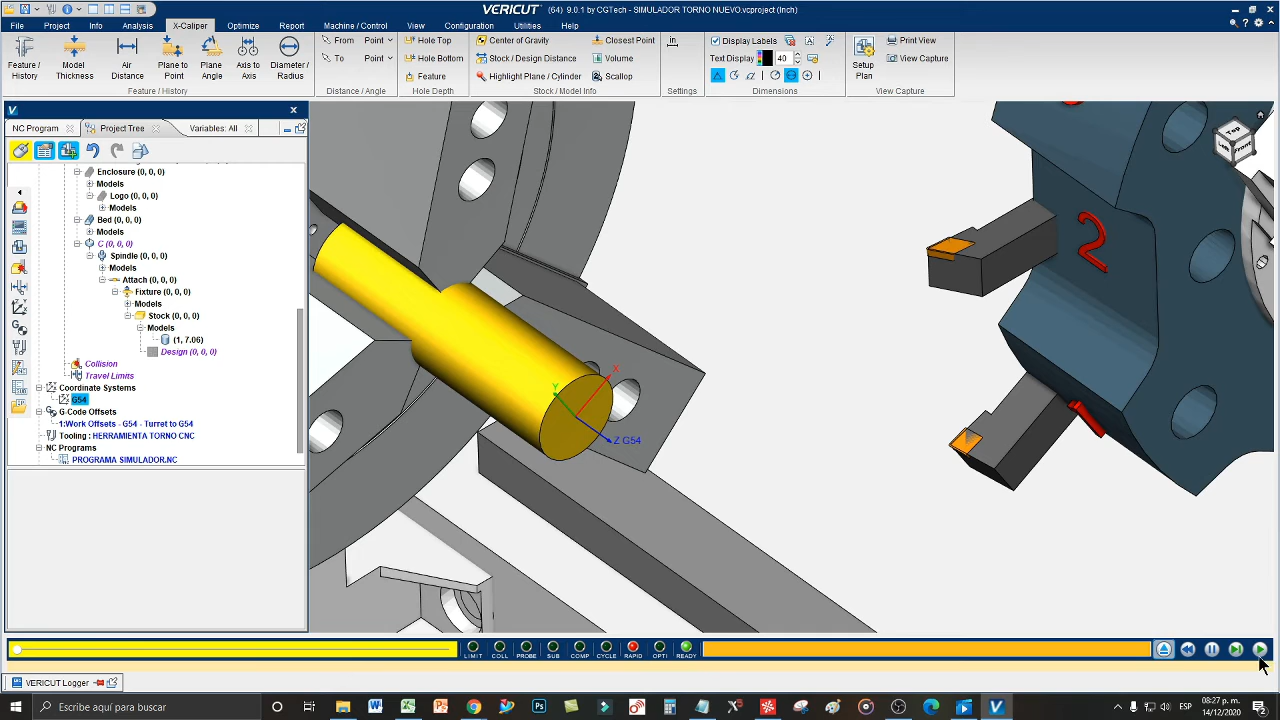 VERICUT (64) 9.0.1 by CGTech - SIMULADOR TORNO NUEVO.vcproject (Inch)
File Project Info Analysis X-Caliper Optimize Report Machine / Control View Configuration Utilities Help
Feature / History
Model Thickness
Air Distance
Plane to Point
Plane Angle
Axis to Axis
Diameter / Radius
Feature / History
From Point
To Point
Distance / Angle
Hole Top
Hole Bottom
Feature
Hole Depth
Center of Gravity
Stock / Design Distance
Highlight Plane / Cylinder
Closest Point
Volume
Scallop
Stock / Model Info
in
Settings
Display Labels
Text Display 40
Dimensions
Setup Plan
Print View
View Capture
View Capture
NC Program Project Tree Variables: All
Enclosure (0, 0, 0)
Models
Logo (0, 0, 0)
Models
Bed (0, 0, 0)
Models
C (0, 0, 0)
Spindle (0, 0, 0)
Models
Attach (0, 0, 0)
Fixture (0, 0, 0)
Models
Stock (0, 0, 0)
Models
(1, 7.06)
Design (0, 0, 0)
Collision
Travel Limits
Coordinate Systems
G54
G-Code Offsets
1:Work Offsets - G54 - Turret to G54
Tooling : HERRAMIENTA TORNO CNC
NC Programs
PROGRAMA SIMULADOR.NC
X
Y
Z G54
2
1
Top
Left
Front
LIMIT COLL PROBE SUB COMP CYCLE RAPID OPTI READY
VERICUT Logger
Escribe aquí para buscar
ESP
08:27 p. m.
14/12/2020